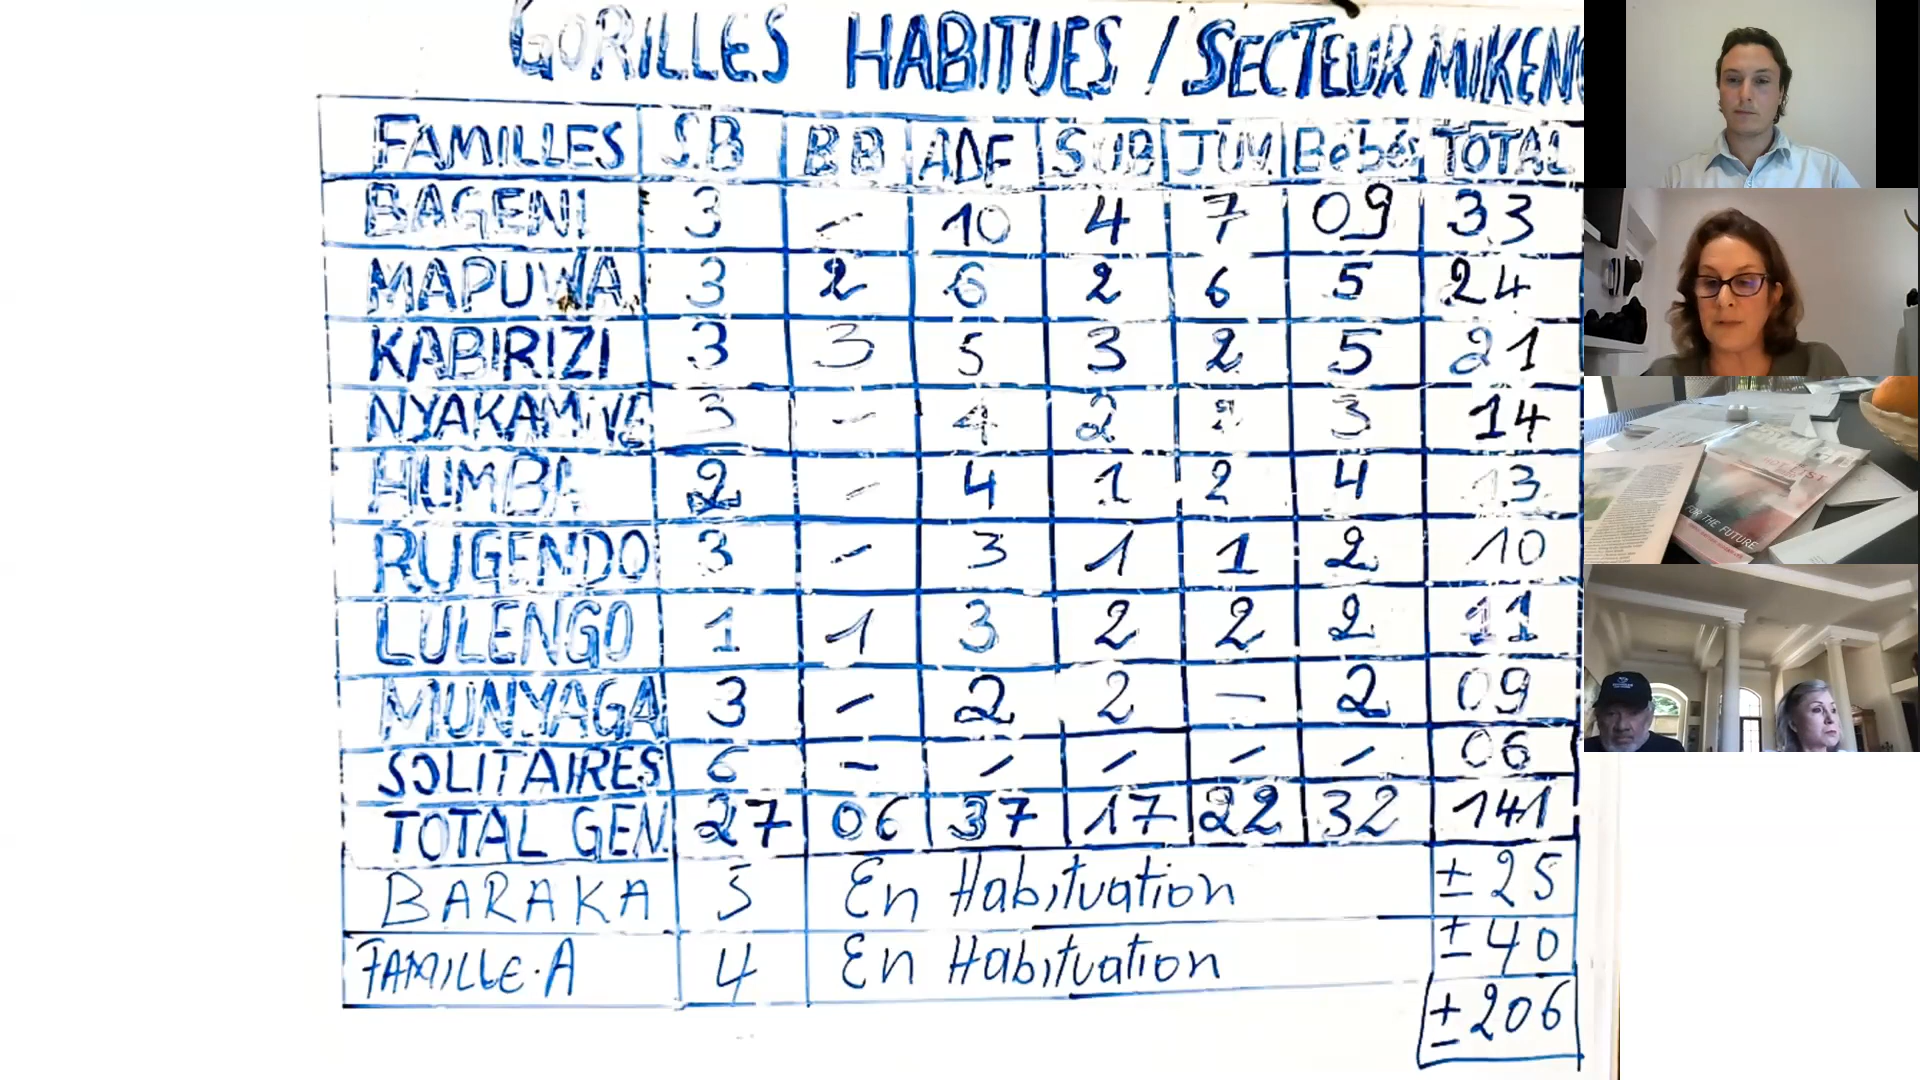 GORILLES HABITUES / SECTEUR MIKENO
FAMILLES S.B BB ADF SUB JUV Bébés TOTAL
BAGENI 3 - 10 4 7 09 33
MAPUWA 3 2 6 2 6 5 24
KABIRIZI 3 3 5 3 2 5 21
NYAKAMWE 3 - 4 2 2 3 14
HUMBA 2 - 4 1 2 4 13
RUGENDO 3 - 3 1 1 2 10
LULENGO 1 1 3 2 2 2 11
MUNYAGA 3 - 2 2 - 2 09
SOLITAIRES 6 - - - - - 06
TOTAL GEN. 27 06 37 17 22 32 141
BARAKA 5 En Habituation ±25
FAMILLE.A 4 En Habituation ±40
±206
FOR THE FUTURE